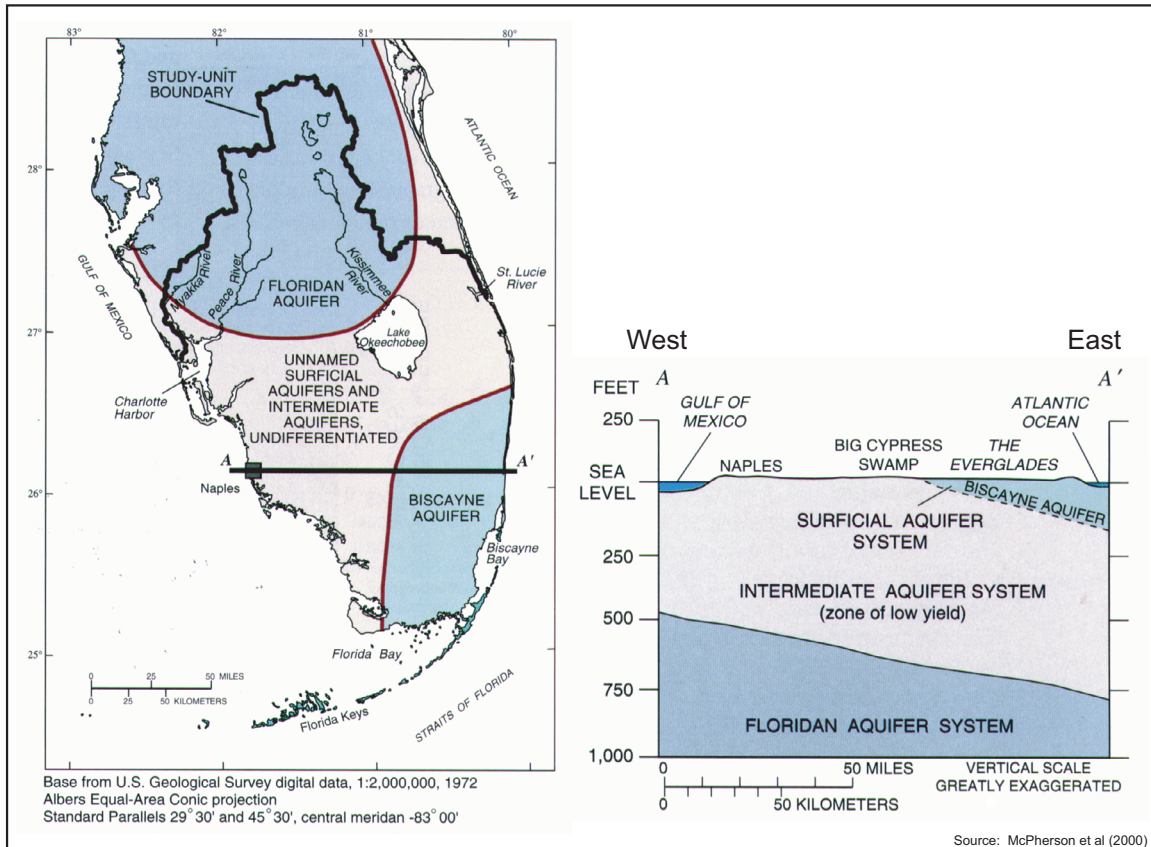 83°
82°
81°
80°
STUDY-UNIT
BOUNDARY
ATLANTIC OCEAN
28°
GULF OF MEXICO
Myakka River
Peace River
Kissimmee
River
FLORIDAN
AQUIFER
St. Lucie
River
27°
Lake
Okeechobee
UNNAMED
SURFICIAL
AQUIFERS AND
INTERMEDIATE
AQUIFERS,
UNDIFFERENTIATED
Charlotte
Harbor
A
A'
Naples
26°
BISCAYNE
AQUIFER
Biscayne
Bay
Florida Bay
25°
0 25 50 MILES
0 25 50 KILOMETERS
Florida Keys
STRAITS OF FLORIDA
Base from U.S. Geological Survey digital data, 1:2,000,000, 1972
Albers Equal-Area Conic projection
Standard Parallels 29°30' and 45°30', central meridian -83°00'
West
East
FEET
A
A'
GULF OF
MEXICO
ATLANTIC
OCEAN
250
BIG CYPRESS
SWAMP
THE
EVERGLADES
NAPLES
SEA
LEVEL
BISCAYNE AQUIFER
SURFICIAL AQUIFER
SYSTEM
250
INTERMEDIATE AQUIFER SYSTEM
(zone of low yield)
500
750
FLORIDAN AQUIFER SYSTEM
1,000
0 50 MILES
0 50 KILOMETERS
VERTICAL SCALE
GREATLY EXAGGERATED
Source: McPherson et al (2000)